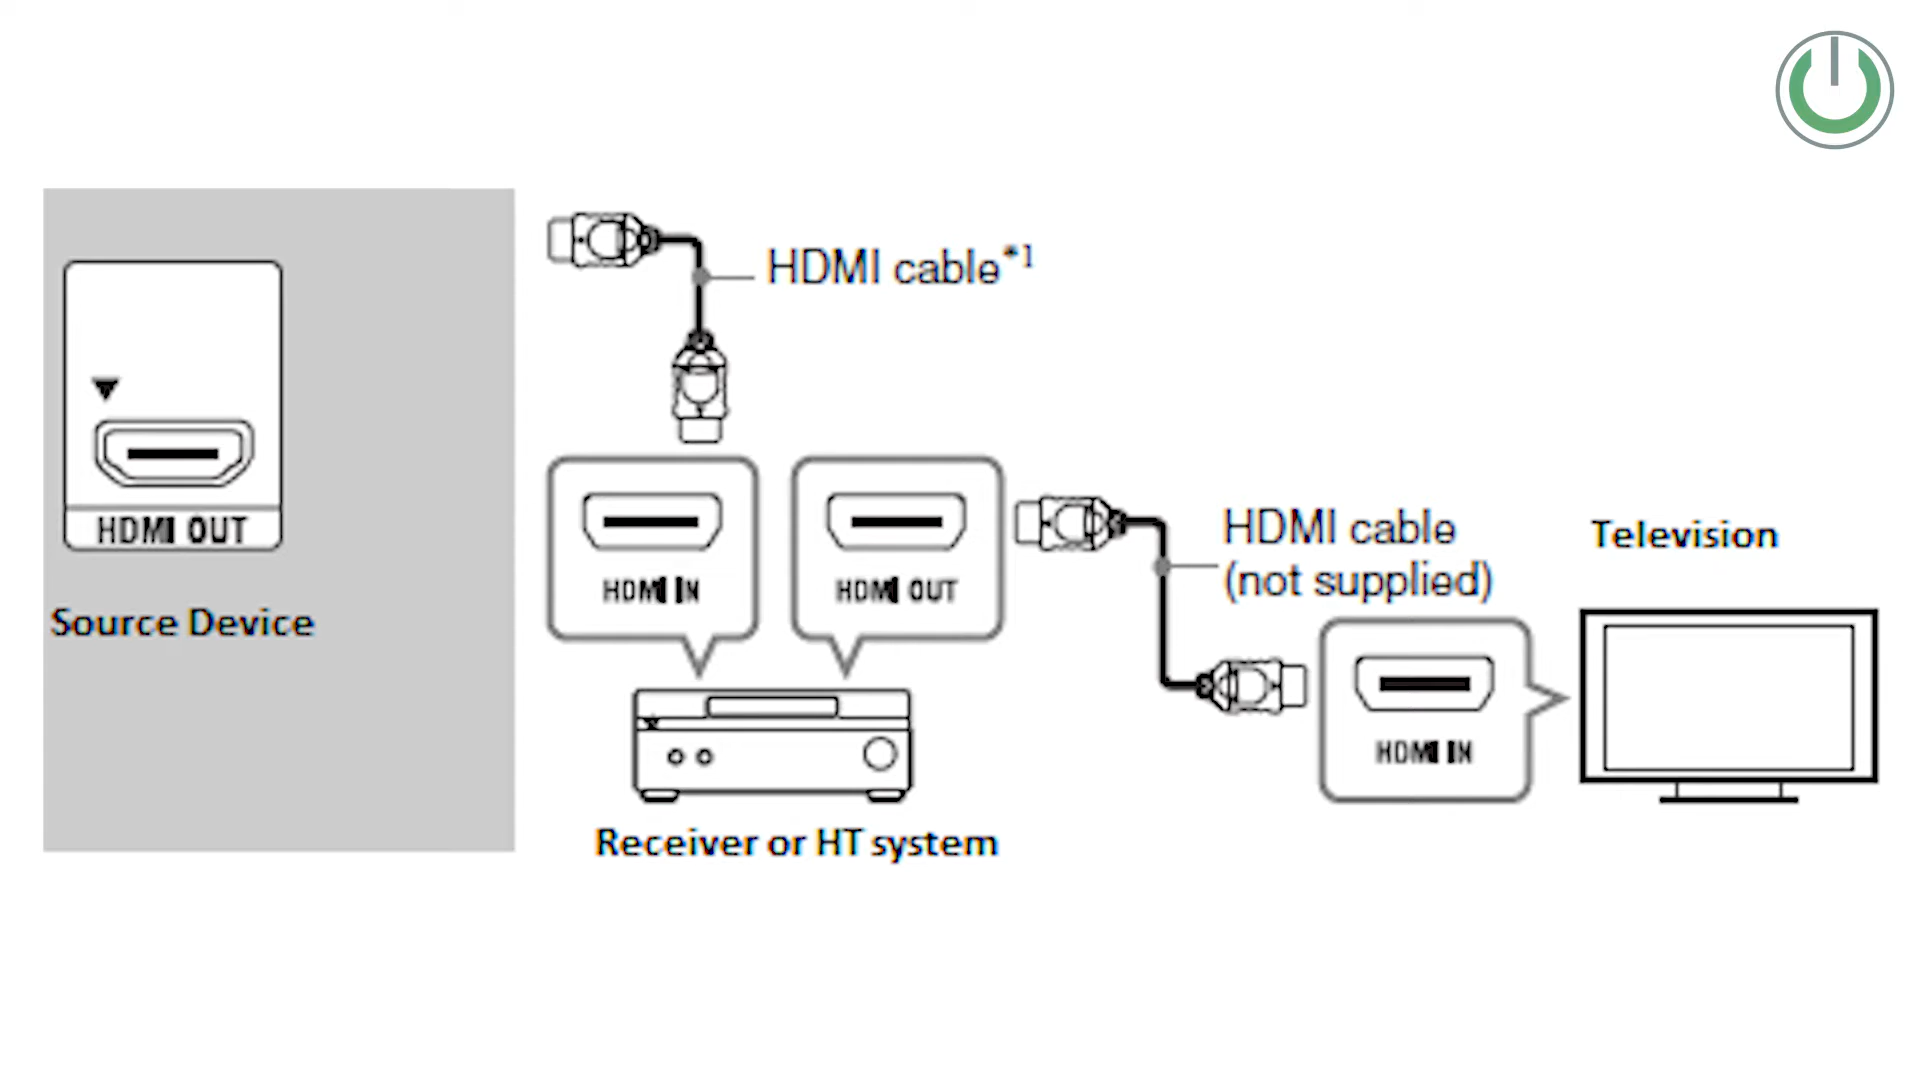 HDMI cable*1
HDMI OUT
Source Device
HDMI IN
HDMI OUT
HDMI cable
(not supplied)
Television
HDMI IN
Receiver or HT system